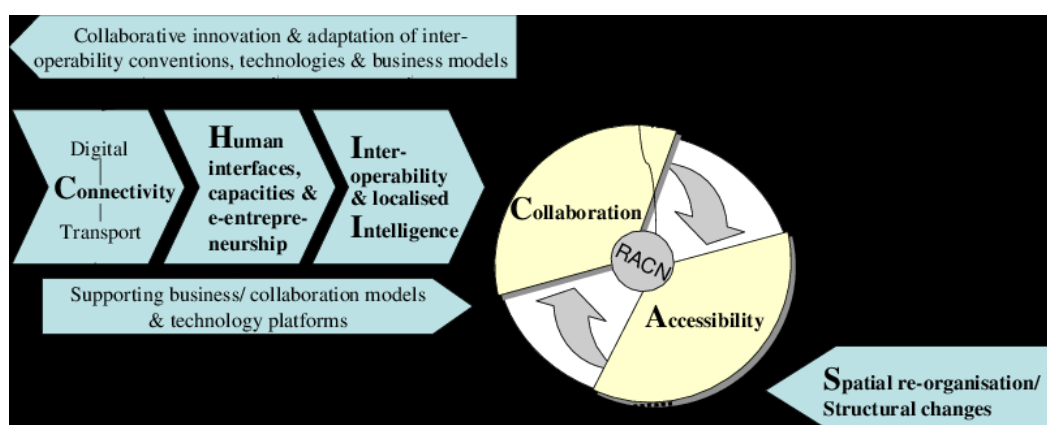 Collaborative innovation & adaptation of inter-
operability conventions, technologies & business models
Digital
Connectivity
Transport
Human
interfaces,
capacities &
e-entrepre-
neurship
Inter-
operability
& localised
Intelligence
Supporting business/ collaboration models
& technology platforms
Collaboration
RACN
Accessibility
Spatial re-organisation/
Structural changes